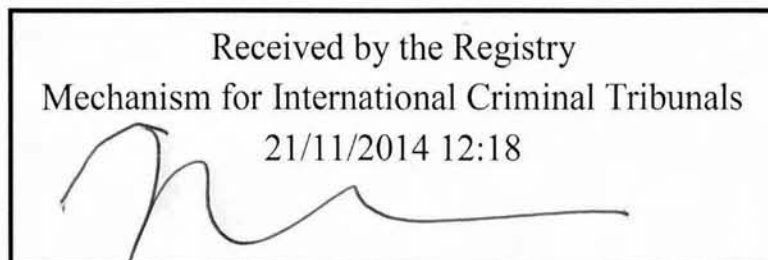 Received by the Registry
Mechanism for International Criminal Tribunals
21/11/2014 12:18